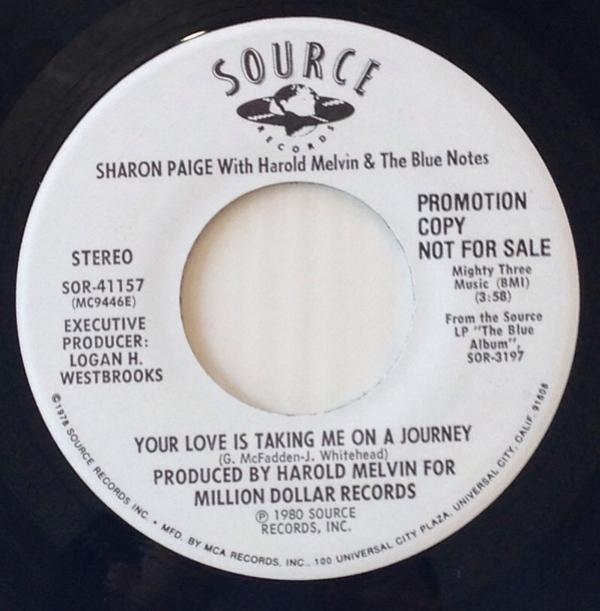 SOURCE
RECORDS
SHARON PAIGE With Harold Melvin & The Blue Notes
PROMOTION
COPY
NOT FOR SALE
Mighty Three
Music (BMI)
(3:58)
From the Source
LP "The Blue
Album",
SOR-3197
STEREO
SOR-41157
(MC9446E)
EXECUTIVE
PRODUCER:
LOGAN H.
WESTBROOKS
YOUR LOVE IS TAKING ME ON A JOURNEY
(G. McFadden-J. Whitehead)
PRODUCED BY HAROLD MELVIN FOR
MILLION DOLLAR RECORDS
℗ 1980 SOURCE
RECORDS, INC.
©1978 SOURCE RECORDS INC. • MFD. BY MCA RECORDS, INC., 100 UNIVERSAL CITY PLAZA, UNIVERSAL CITY, CALIF. 91608